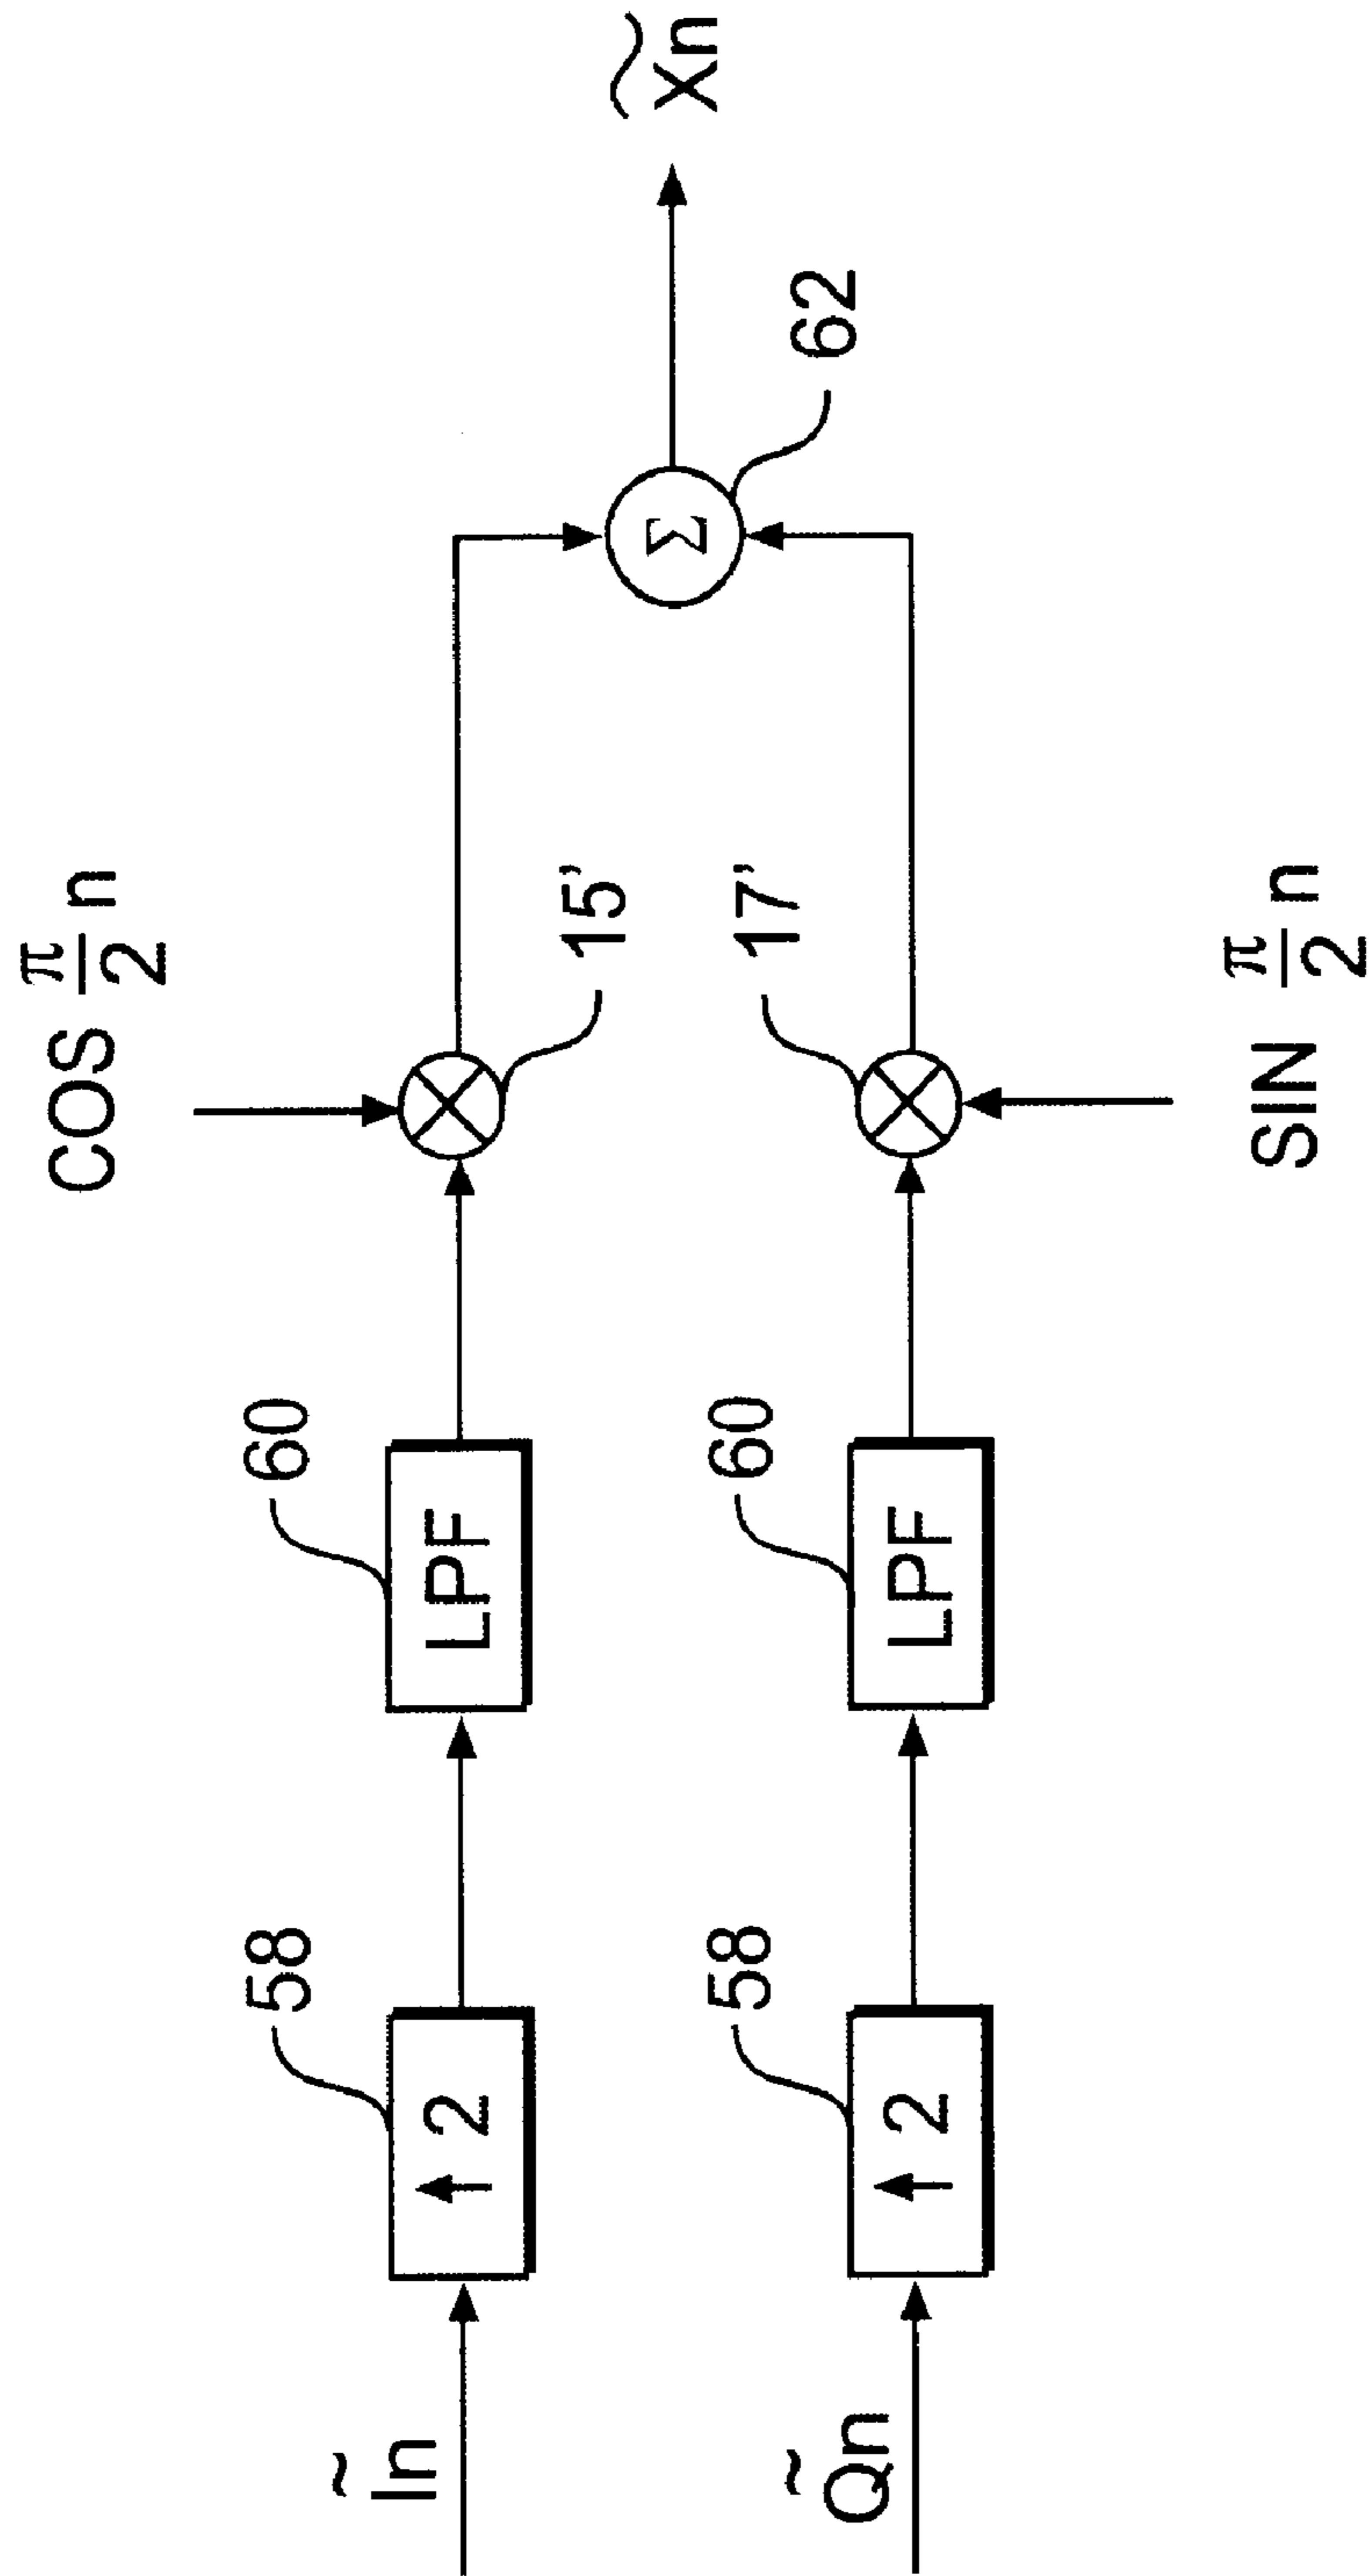 COS π/2 n
Ĩn
↑ 2
58
LPF
60
15'
Σ
62
X̃n
Q̃n
↑ 2
58
LPF
60
17'
SIN π/2 n